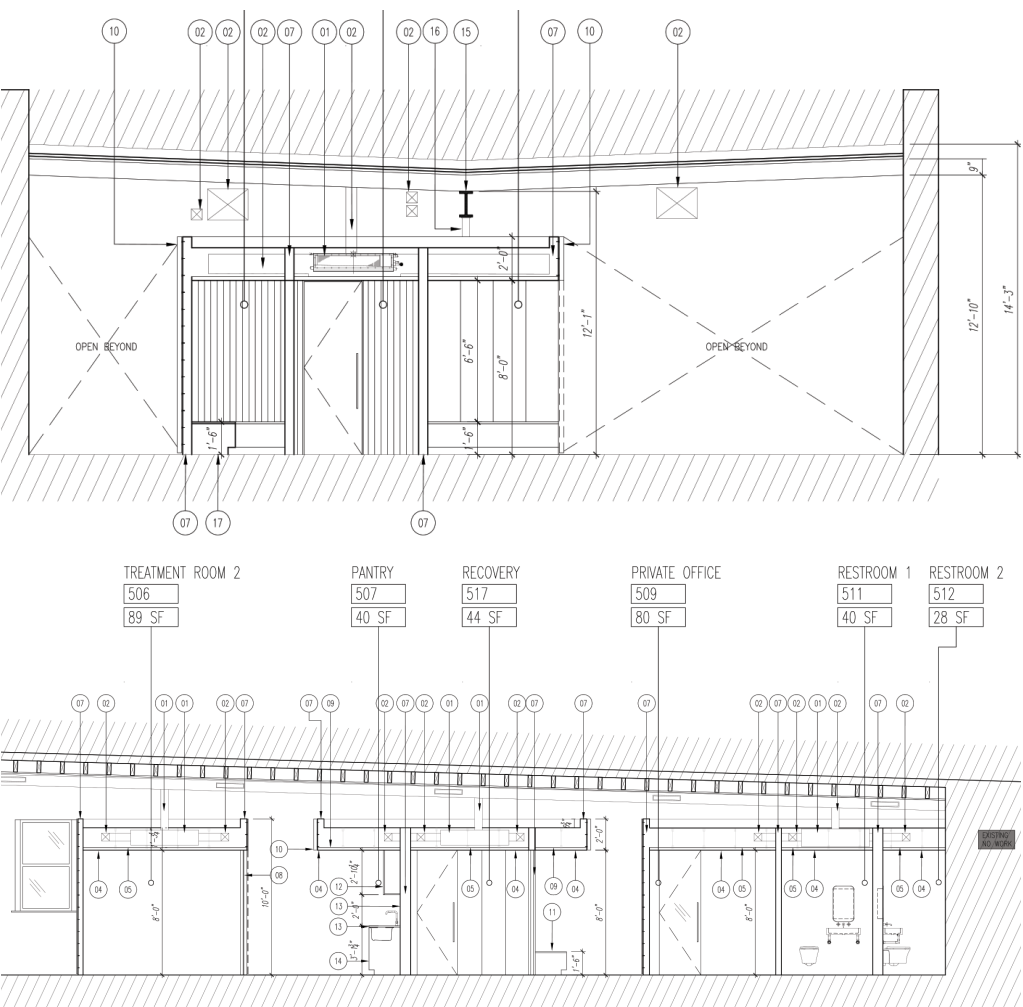 10 02 02 02 07 01 02 02 16 15 07 10 02
9"
2'-0"
OPEN BEYOND
OPEN BEYOND
6'-6"
8'-0"
12'-1"
12'-10"
14'-3"
1'-6"
1'-6"
07 17 07
TREATMENT ROOM 2
506
89 SF
PANTRY
507
40 SF
RECOVERY
517
44 SF
PRIVATE OFFICE
509
80 SF
RESTROOM 1
511
40 SF
RESTROOM 2
512
28 SF
07 02 01 01 02 07 07 09 02 07 02 01 01 02 07 07 07 02 07 02 01 02 07 02
2'-0"
EXISTING
NO WORK
10
04 05 08 04 12 05 04 09 04 04 05 05 04 05 04
10'-0"
8'-0"
2'-0"
13
13
11
8'-0"
8'-0"
14
1'-6"